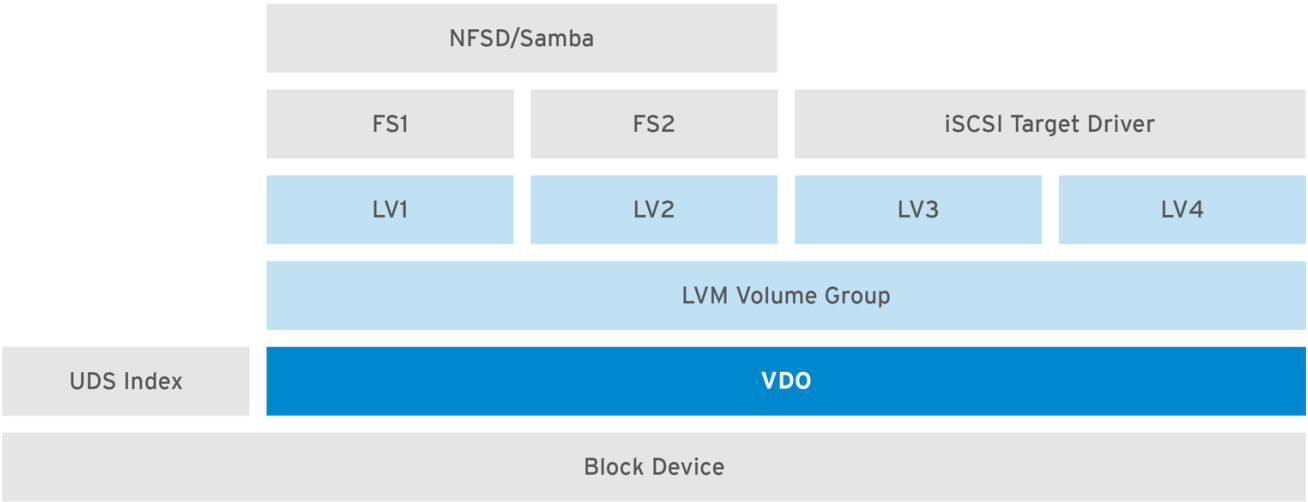 NFSD/Samba
FS1
FS2
iSCSI Target Driver
LV1
LV2
LV3
LV4
LVM Volume Group
UDS Index
VDO
Block Device